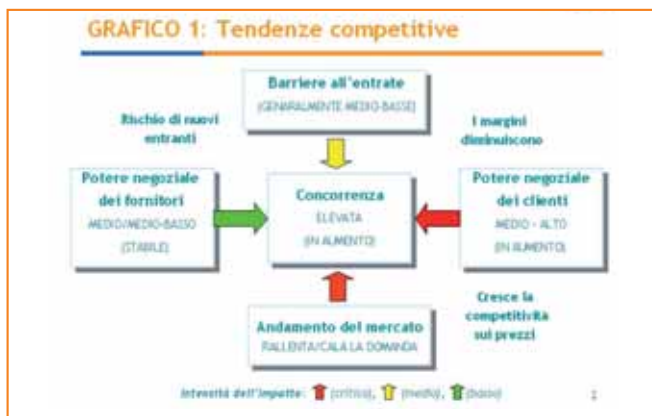 GRAFICO 1: Tendenze competitive
Barriere all'entrate
(GENARALMENTE MEDIO-BASSE)
Rischio di nuovi
entranti
I margini
diminuiscono
Potere negoziale
dei fornitori
MEDIO/MEDIO-BASSO
(STABILE)
Concorrenza
ELEVATA
(IN AUMENTO)
Potere negoziale
dei clienti
MEDIO - ALTO
(IN AUMENTO)
Andamento del mercato
RALLENTA/CALA LA DOMANDA
Cresce la
competitività
sui prezzi
Intensità dell'impatto: (critico), (medio), (basso)
2